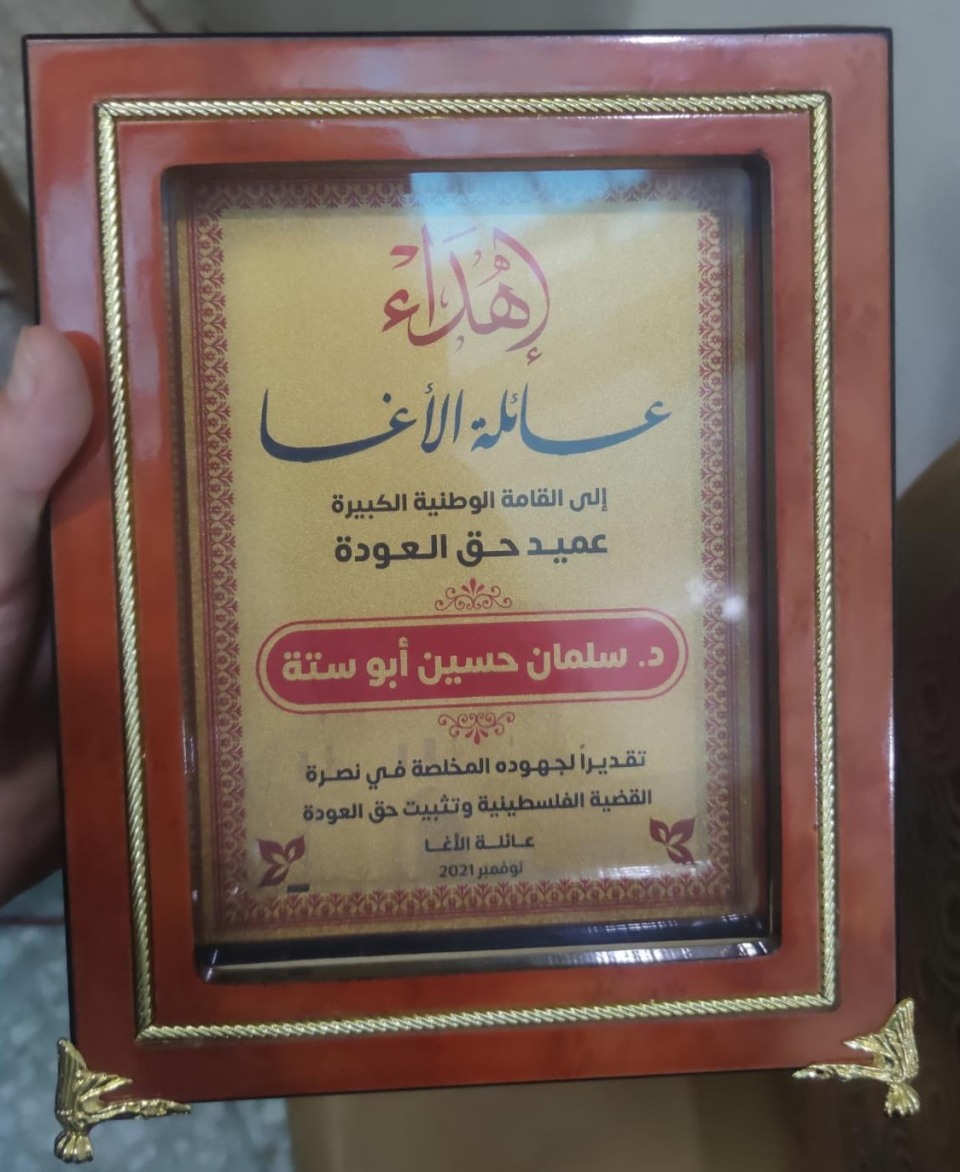 إهداء
عائلة الأغا
إلى القامة الوطنية الكبيرة
عميد حق العودة
د. سلمان حسين أبو ستة
تقديراً لجهوده المخلصة في نصرة
القضية الفلسطينية وتثبيت حق العودة
عائلة الأغا
نوفمبر 2021